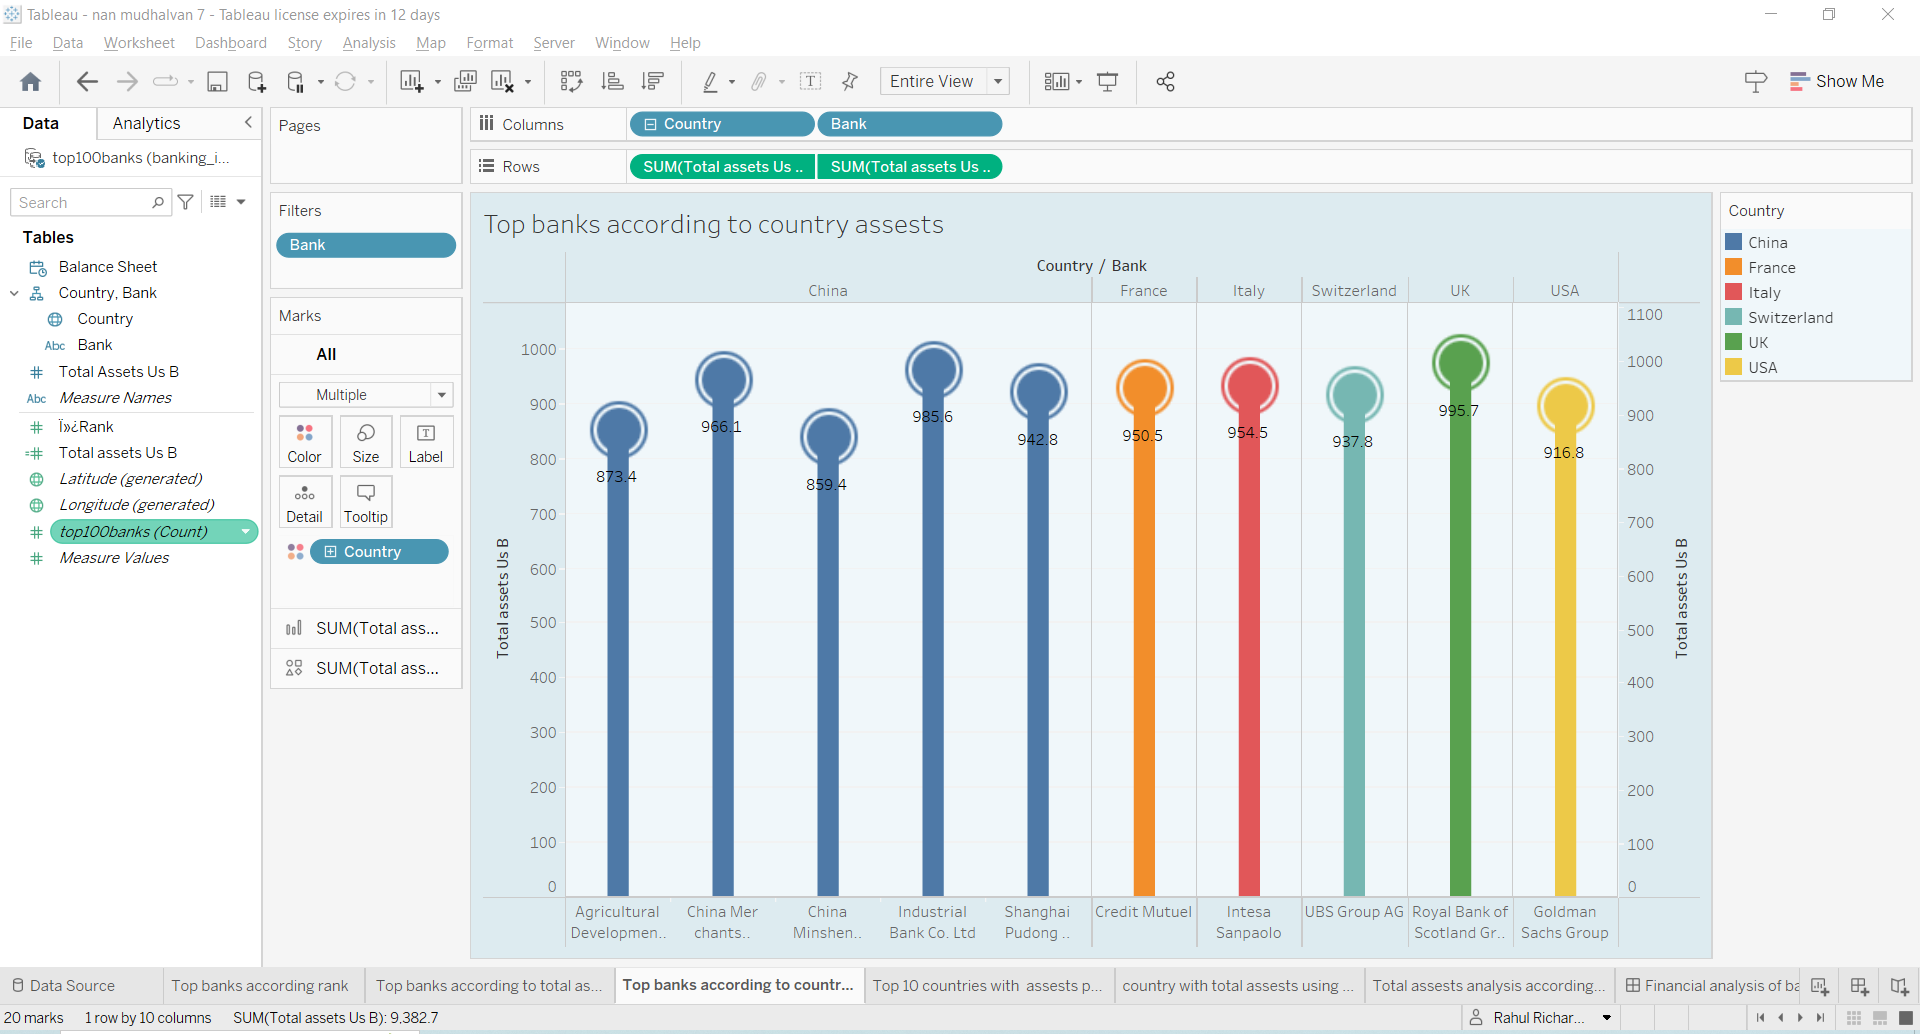 Tableau - nan mudhalvan 7 - Tableau license expires in 12 days
File Data Worksheet Dashboard Story Analysis Map Format Server Window Help
Entire View
Show Me
Data Analytics
top100banks (banking_i...
Search
Tables
Balance Sheet
Country, Bank
Country
Abc Bank
# Total Assets Us B
Abc Measure Names
# ï»¿Rank
=# Total assets Us B
Latitude (generated)
Longitude (generated)
# top100banks (Count)
# Measure Values
Pages
Filters
Bank
Marks
All
Multiple
Color Size Label
Detail Tooltip
Country
SUM(Total ass...
SUM(Total ass...
Columns Country Bank
Rows SUM(Total assets Us .. SUM(Total assets Us ..
Top banks according to country assests
Country / Bank
China France Italy Switzerland UK USA
Total assets Us B
1000
900
800
700
600
500
400
300
200
100
0
873.4
966.1
859.4
985.6
942.8
950.5
954.5
937.8
995.7
916.8
1100
1000
900
800
700
600
500
400
300
200
100
0
Total assets Us B
Agricultural
Developmen..
China Mer
chants..
China
Minshen..
Industrial
Bank Co. Ltd
Shanghai
Pudong ..
Credit Mutuel
Intesa
Sanpaolo
UBS Group AG
Royal Bank of
Scotland Gr..
Goldman
Sachs Group
Country
China
France
Italy
Switzerland
UK
USA
Data Source Top banks according rank Top banks according to total as... Top banks according to countr... Top 10 countries with assests p... country with total assests using ... Total assests analysis according... Financial analysis of ba
20 marks 1 row by 10 columns SUM(Total assets Us B): 9,382.7 Rahul Richar...